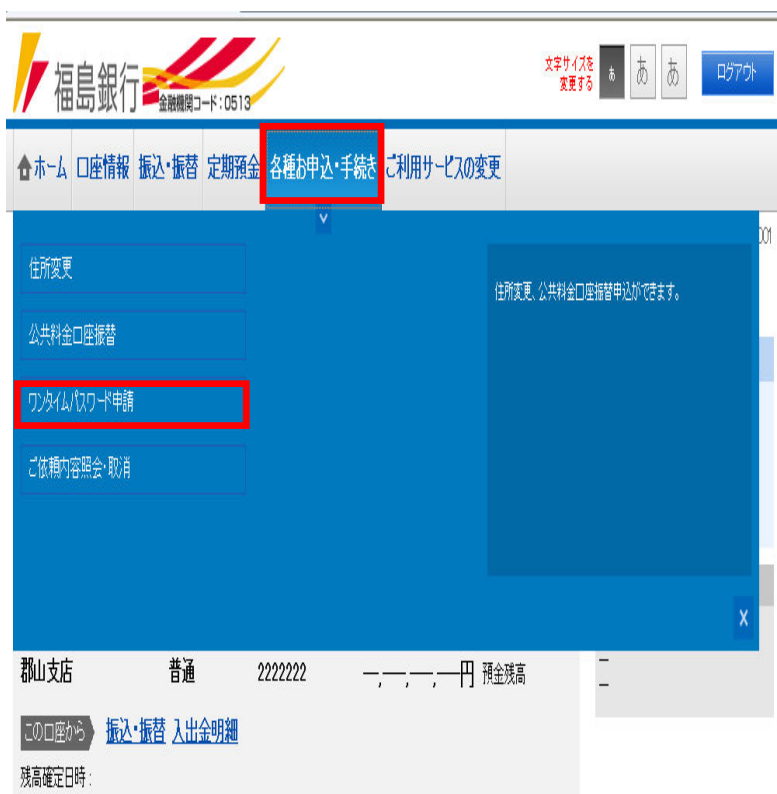 福島銀行
金融機関コード:0513
文字サイズを
変更する
あ あ あ
ログアウト
ホーム 口座情報 振込・振替 定期預金 各種お申込・手続き ご利用サービスの変更
001
住所変更
住所変更、公共料金口座振替申込ができます。
公共料金口座振替
ワンタイムパスワード申請
ご依頼内容照会・取消
x
郡山支店 普通 2222222 ―,―,―,―円 預金残高
この口座から 振込・振替 入出金明細
残高確定日時: